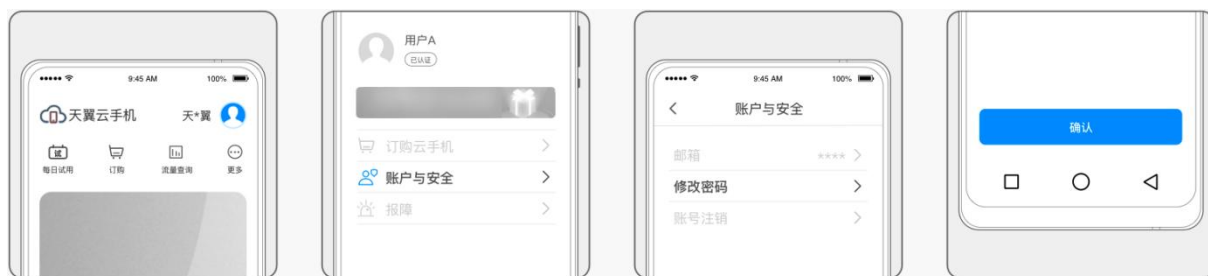 9:45 AM
100%
天翼云手机
天*翼
试
每日试用
订购
流量查询
更多
用户A
已认证
订购云手机
账户与安全
报障
9:45 AM
100%
账户与安全
邮箱
****
修改密码
账号注销
确认